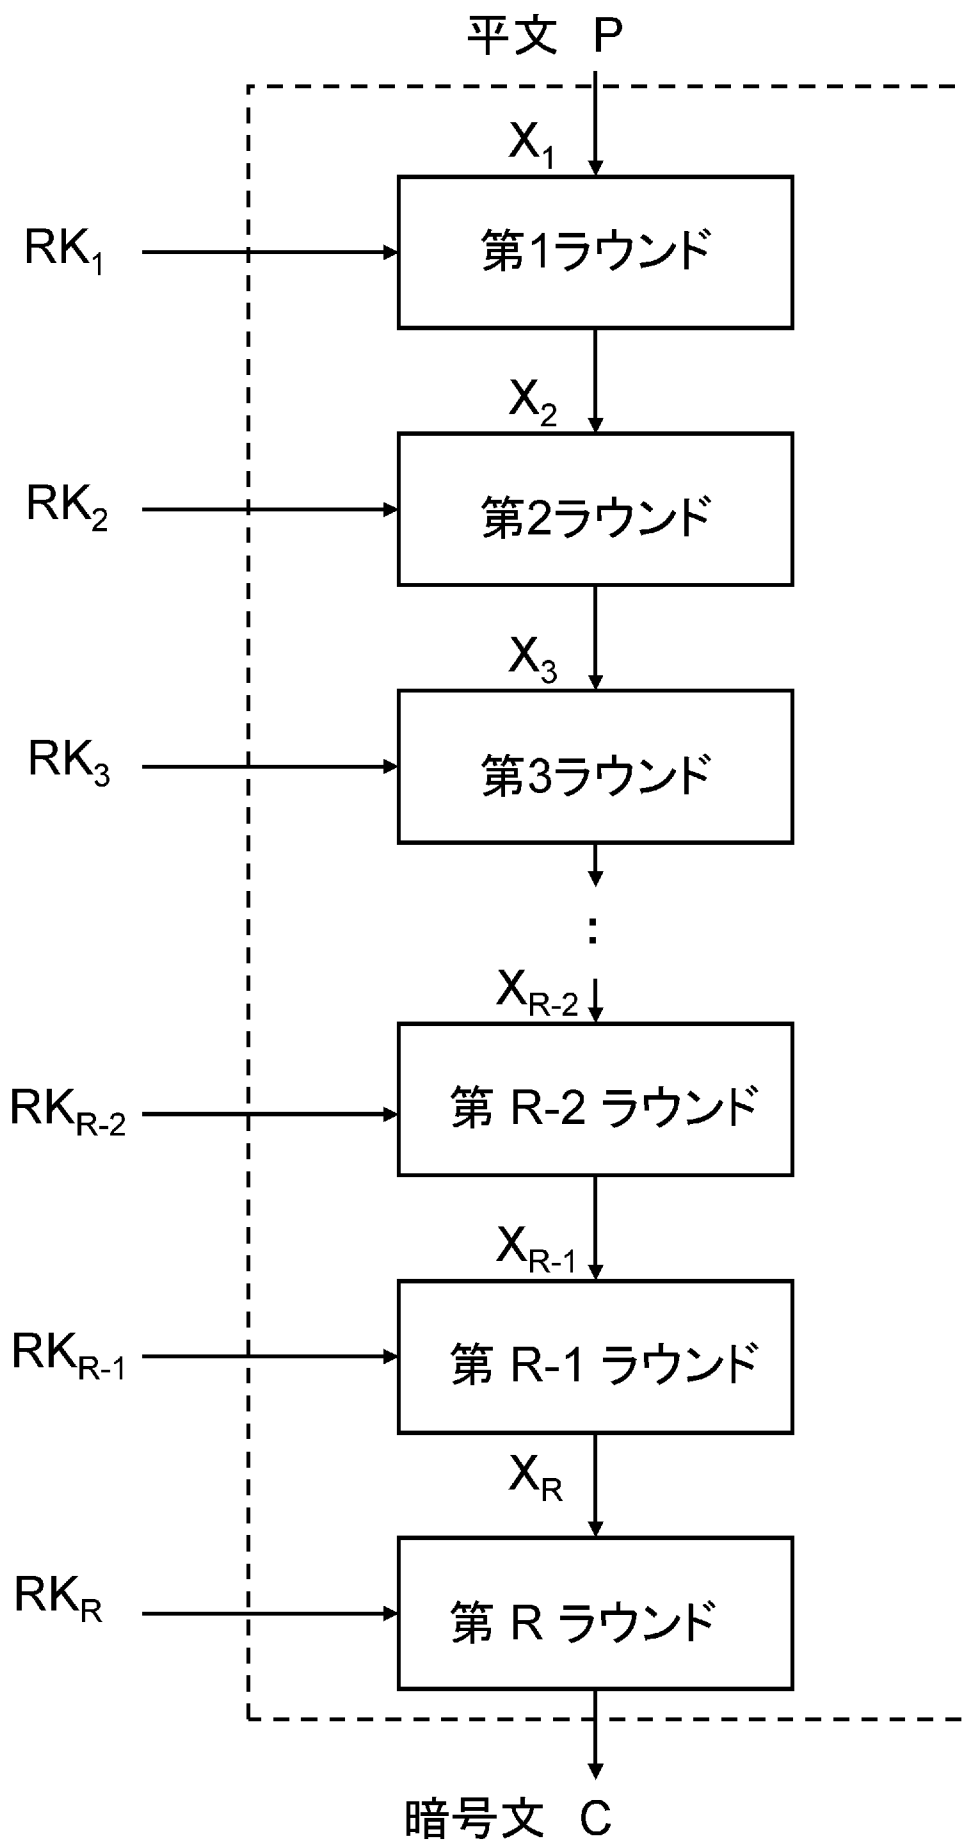 平文 P
X1
RK1
第1ラウンド
X2
RK2
第2ラウンド
X3
RK3
第3ラウンド
:
XR-2
RKR-2
第 R-2 ラウンド
XR-1
RKR-1
第 R-1 ラウンド
XR
RKR
第 R ラウンド
暗号文 C